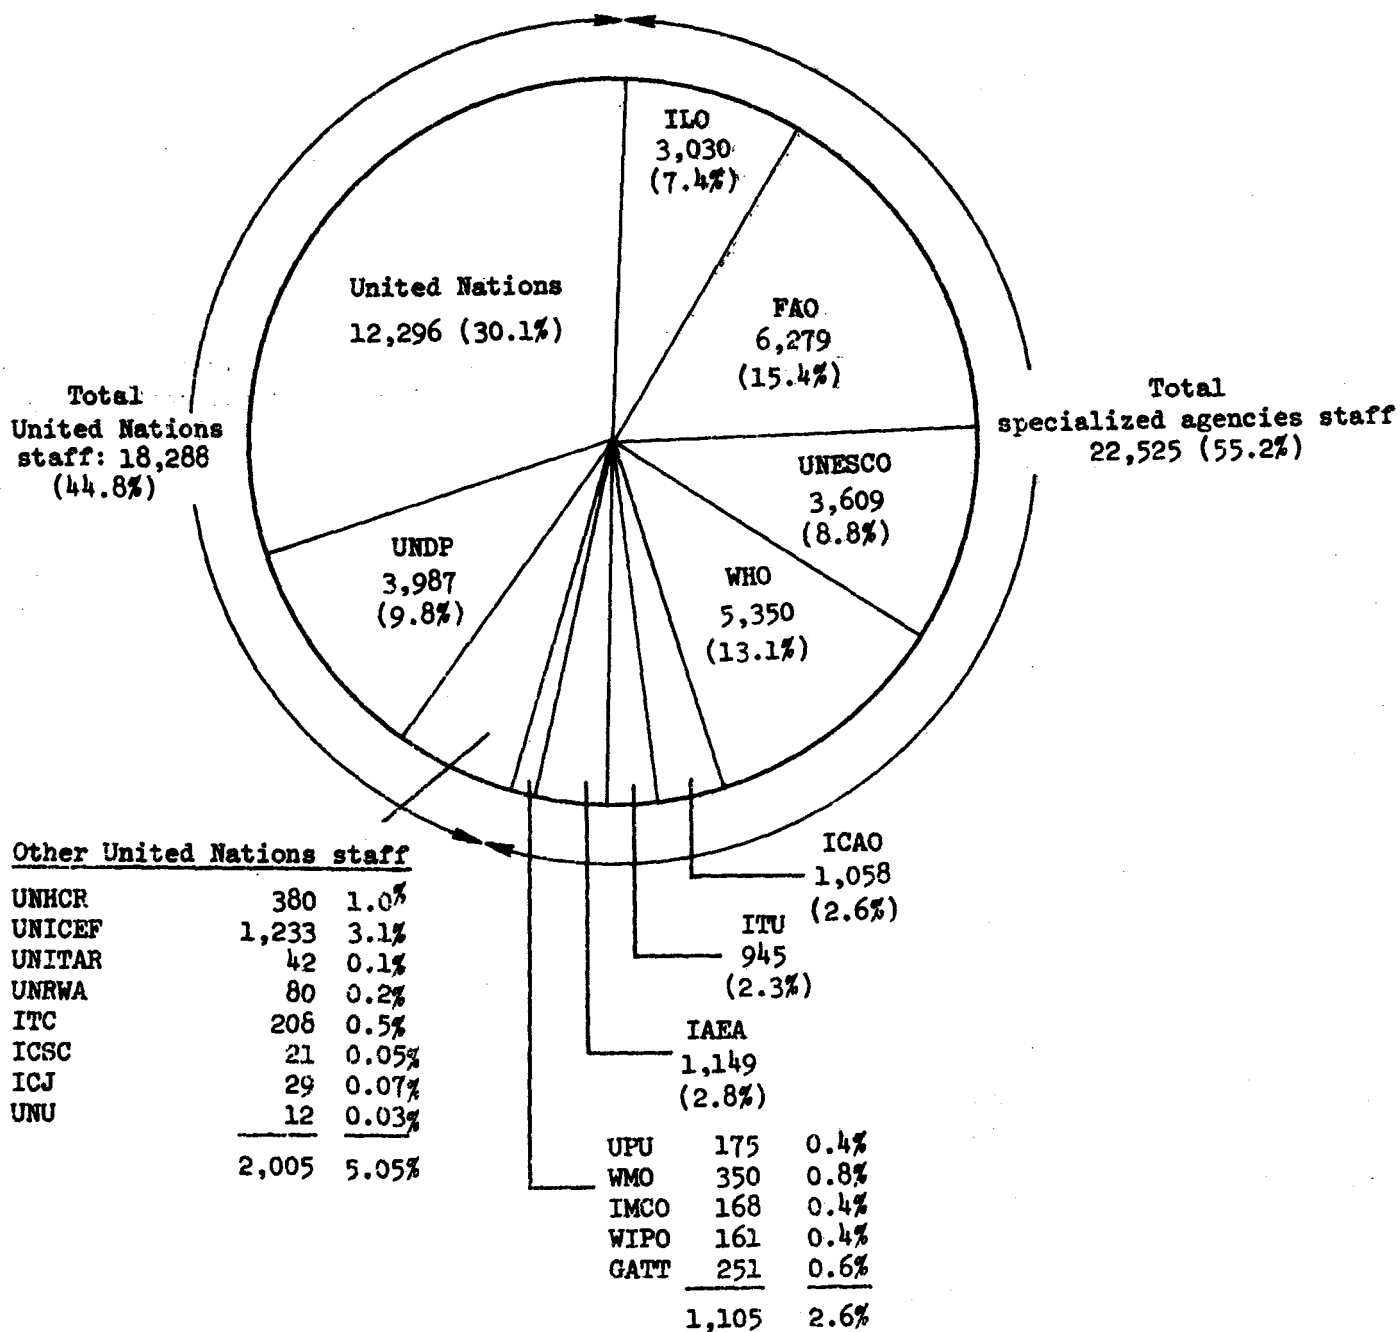 ILO
3,030
(7.4%)
United Nations
12,296 (30.1%)
FAO
6,279
(15.4%)
Total
United Nations
staff: 18,288
(44.8%)
Total
specialized agencies staff
22,525 (55.2%)
UNESCO
3,609
(8.8%)
UNDP
3,987
(9.8%)
WHO
5,350
(13.1%)
Other United Nations staff
UNHCR 380 1.0%
UNICEF 1,233 3.1%
UNITAR 42 0.1%
UNRWA 80 0.2%
ITC 208 0.5%
ICSC 21 0.05%
ICJ 29 0.07%
UNU 12 0.03%
2,005 5.05%
ICAO
1,058
(2.6%)
ITU
945
(2.3%)
IAEA
1,149
(2.8%)
UPU 175 0.4%
WMO 350 0.8%
IMCO 168 0.4%
WIPO 161 0.4%
GATT 251 0.6%
1,105 2.6%